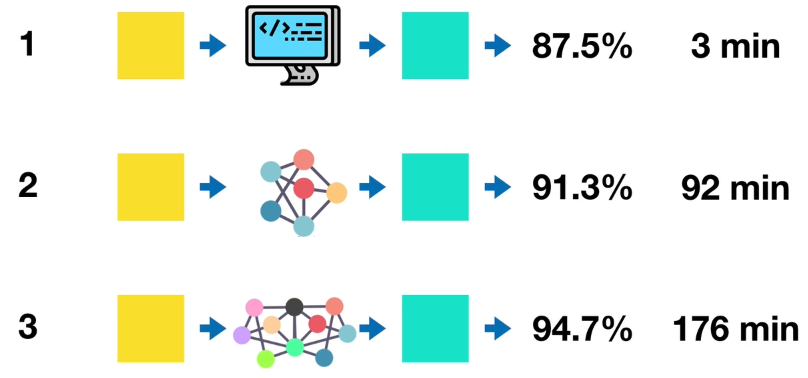 1 </> 87.5% 3 min
2 91.3% 92 min
3 94.7% 176 min